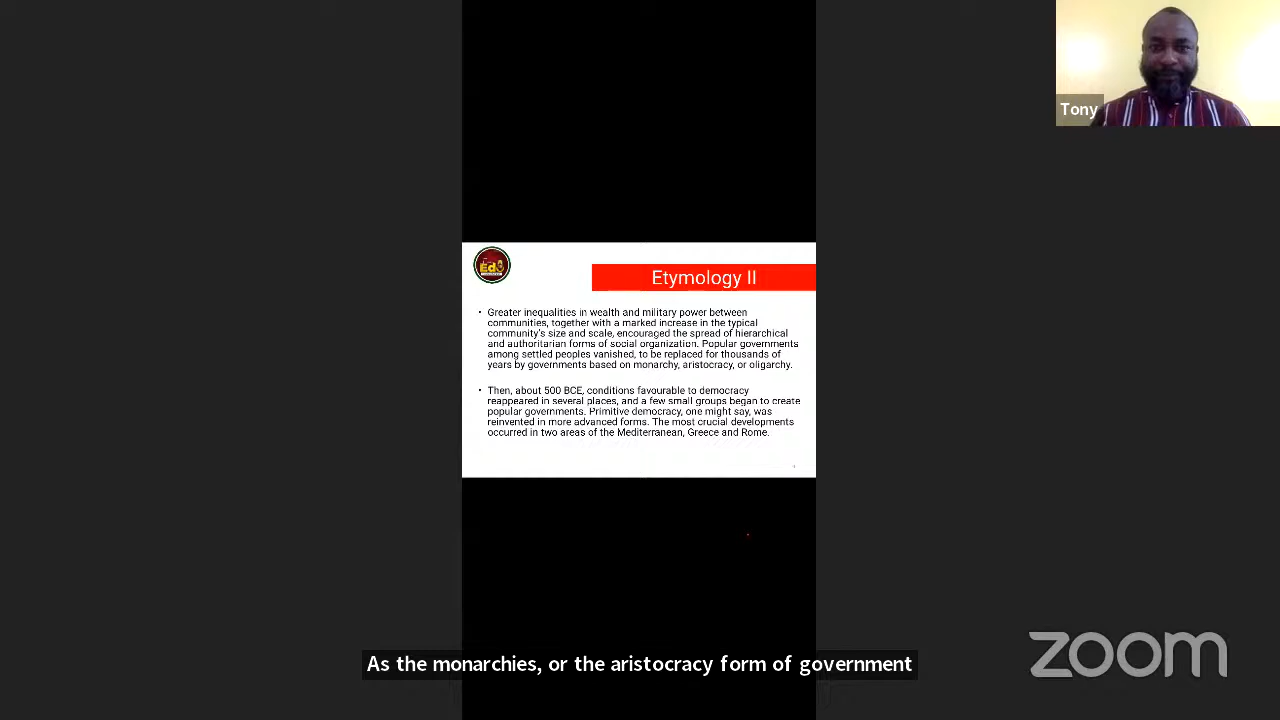 Tony
Edo
Etymology II
• Greater inequalities in wealth and military power between
communities, together with a marked increase in the typical
community's size and scale, encouraged the spread of hierarchical
and authoritarian forms of social organization. Popular governments
among settled peoples vanished, to be replaced for thousands of
years by governments based on monarchy, aristocracy, or oligarchy.
• Then, about 500 BCE, conditions favourable to democracy
reappeared in several places, and a few small groups began to create
popular governments. Primitive democracy, one might say, was
reinvented in more advanced forms. The most crucial developments
occurred in two areas of the Mediterranean, Greece and Rome.
As the monarchies, or the aristocracy form of government
zoom